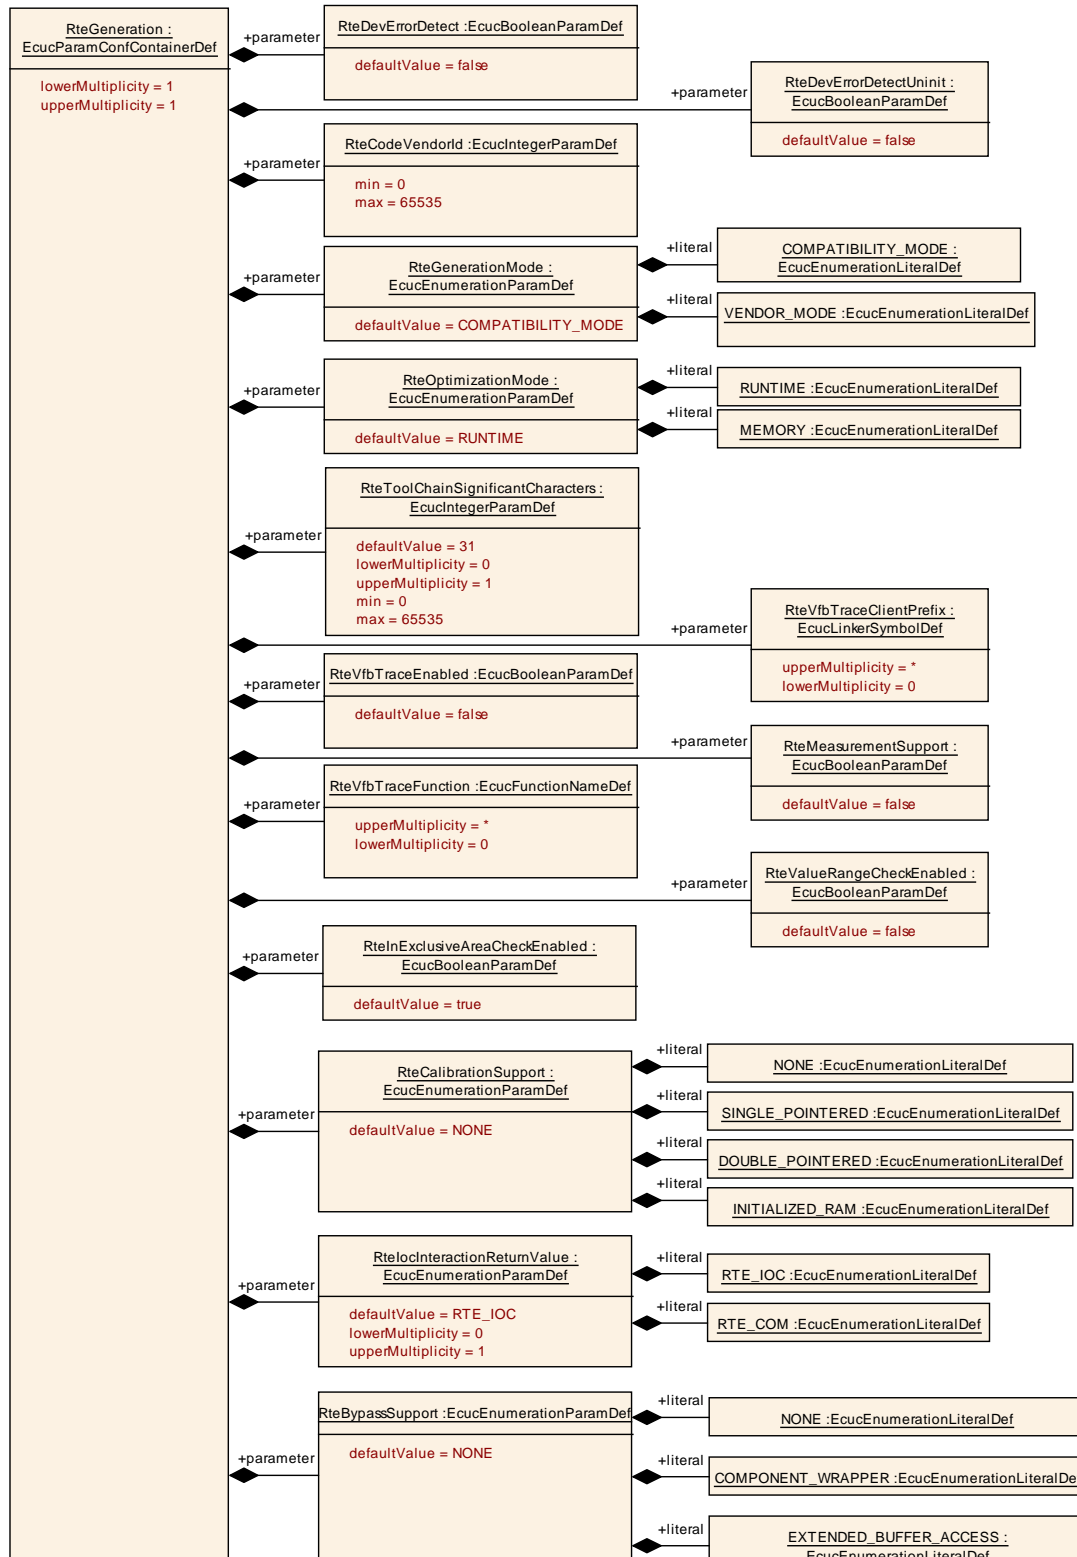 RteGeneration :
EcucParamConfContainerDef
lowerMultiplicity = 1
upperMultiplicity = 1
+parameter
RteDevErrorDetect :EcucBooleanParamDef
defaultValue = false
+parameter
RteDevErrorDetectUninit :
EcucBooleanParamDef
defaultValue = false
+parameter
RteCodeVendorId :EcucIntegerParamDef
min = 0
max = 65535
+parameter
RteGenerationMode :
EcucEnumerationParamDef
defaultValue = COMPATIBILITY_MODE
+literal
COMPATIBILITY_MODE :
EcucEnumerationLiteralDef
+literal
VENDOR_MODE :EcucEnumerationLiteralDef
+parameter
RteOptimizationMode :
EcucEnumerationParamDef
defaultValue = RUNTIME
+literal
RUNTIME :EcucEnumerationLiteralDef
+literal
MEMORY :EcucEnumerationLiteralDef
+parameter
RteToolChainSignificantCharacters :
EcucIntegerParamDef
defaultValue = 31
lowerMultiplicity = 0
upperMultiplicity = 1
min = 0
max = 65535
+parameter
RteVfbTraceClientPrefix :
EcucLinkerSymbolDef
upperMultiplicity = *
lowerMultiplicity = 0
+parameter
RteVfbTraceEnabled :EcucBooleanParamDef
defaultValue = false
+parameter
RteMeasurementSupport :
EcucBooleanParamDef
defaultValue = false
+parameter
RteVfbTraceFunction :EcucFunctionNameDef
upperMultiplicity = *
lowerMultiplicity = 0
+parameter
RteValueRangeCheckEnabled :
EcucBooleanParamDef
defaultValue = false
+parameter
RteInExclusiveAreaCheckEnabled :
EcucBooleanParamDef
defaultValue = true
+parameter
RteCalibrationSupport :
EcucEnumerationParamDef
defaultValue = NONE
+literal
NONE :EcucEnumerationLiteralDef
+literal
SINGLE_POINTERED :EcucEnumerationLiteralDef
+literal
DOUBLE_POINTERED :EcucEnumerationLiteralDef
+literal
INITIALIZED_RAM :EcucEnumerationLiteralDef
+parameter
RteIocInteractionReturnValue :
EcucEnumerationParamDef
defaultValue = RTE_IOC
lowerMultiplicity = 0
upperMultiplicity = 1
+literal
RTE_IOC :EcucEnumerationLiteralDef
+literal
RTE_COM :EcucEnumerationLiteralDef
+parameter
RteBypassSupport :EcucEnumerationParamDef
defaultValue = NONE
+literal
NONE :EcucEnumerationLiteralDef
+literal
COMPONENT_WRAPPER :EcucEnumerationLiteralDe
+literal
EXTENDED_BUFFER_ACCESS :
EcucEnumerationLiteralDef